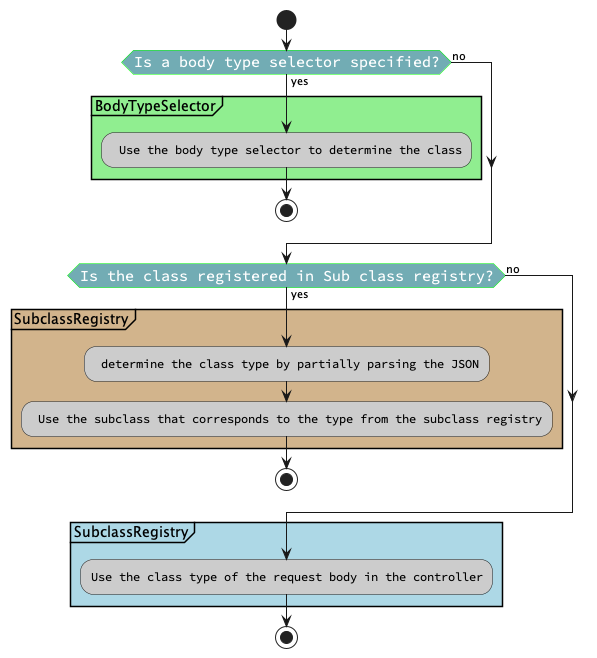 Is a body type selector specified?
no
yes
BodyTypeSelector
Use the body type selector to determine the class
Is the class registered in Sub class registry?
no
yes
SubclassRegistry
determine the class type by partially parsing the JSON
Use the subclass that corresponds to the type from the subclass registry
SubclassRegistry
Use the class type of the request body in the controller